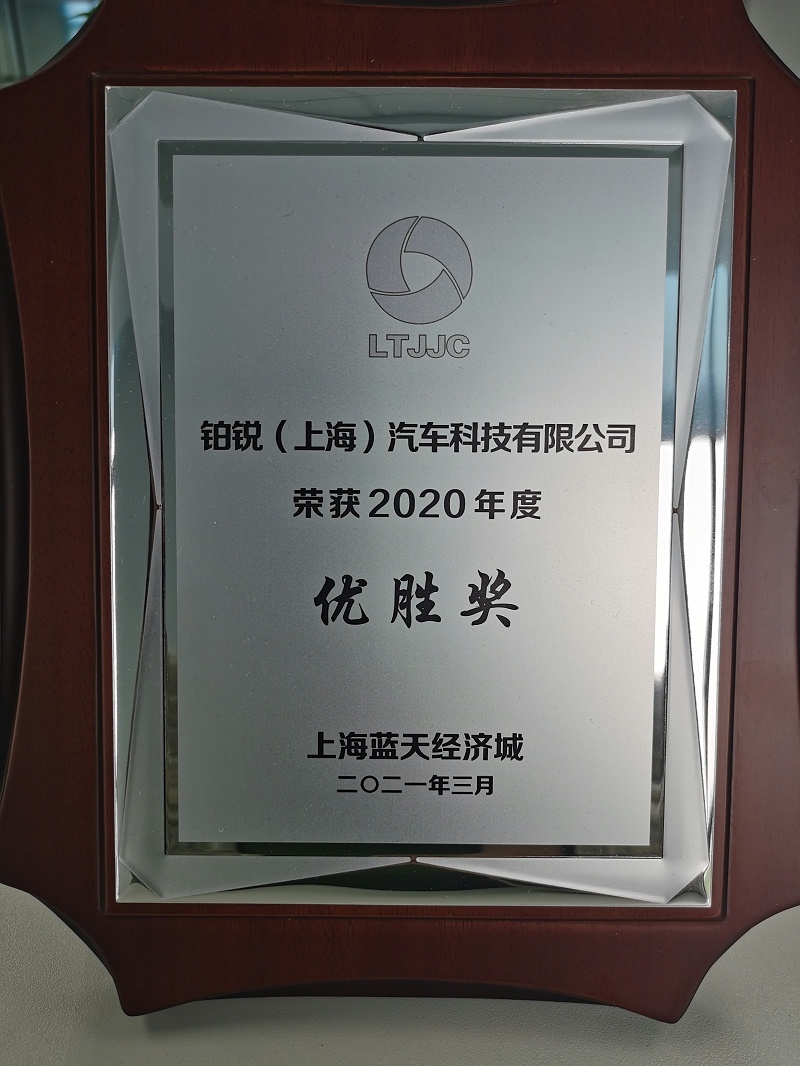 LTJJC
铂锐（上海）汽车科技有限公司
荣获2020年度
优胜奖
上海蓝天经济城
二〇二一年三月